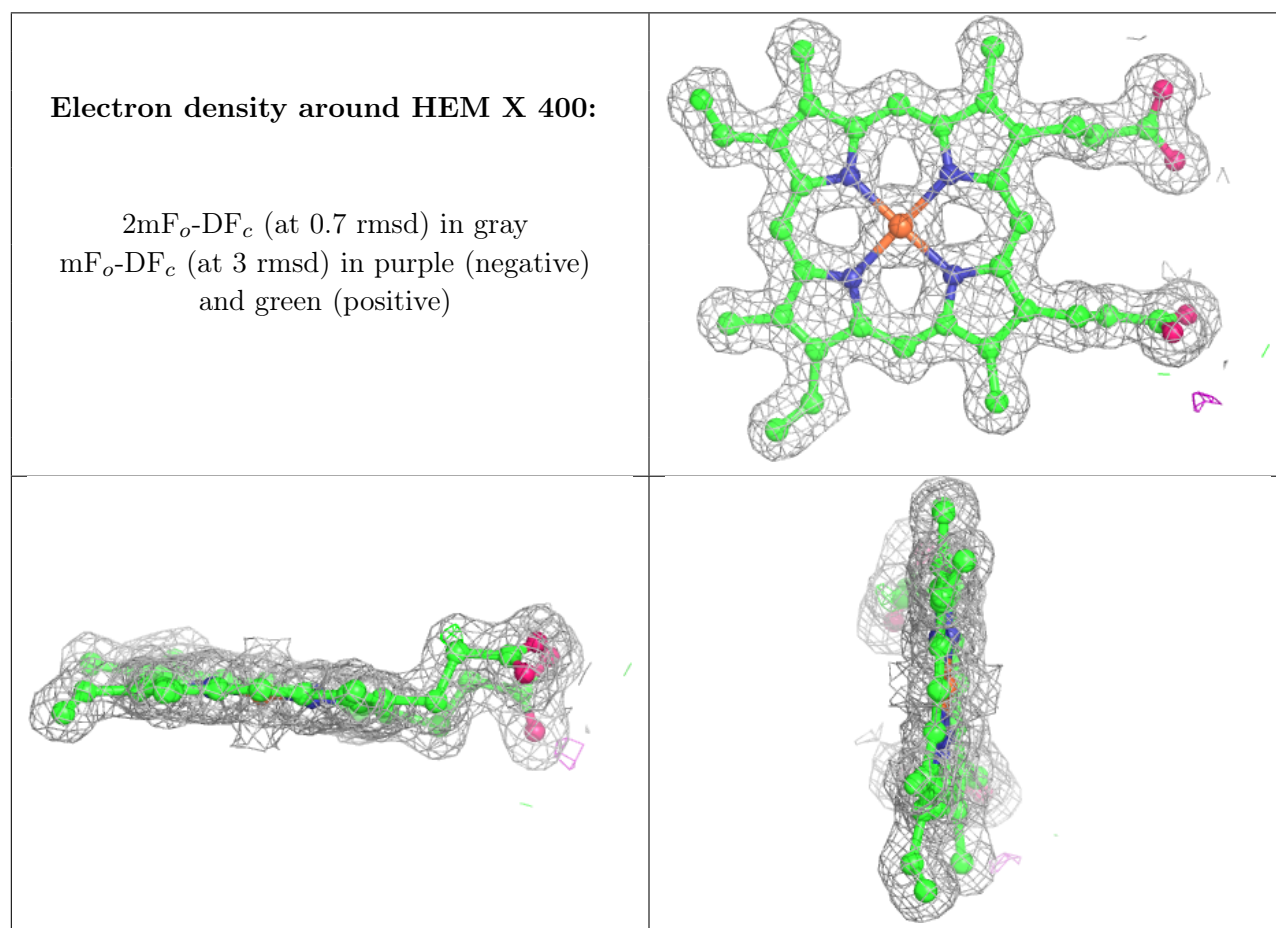 Electron density around HEM X 400:
2mFo-DFc (at 0.7 rmsd) in gray
mFo-DFc (at 3 rmsd) in purple (negative)
and green (positive)